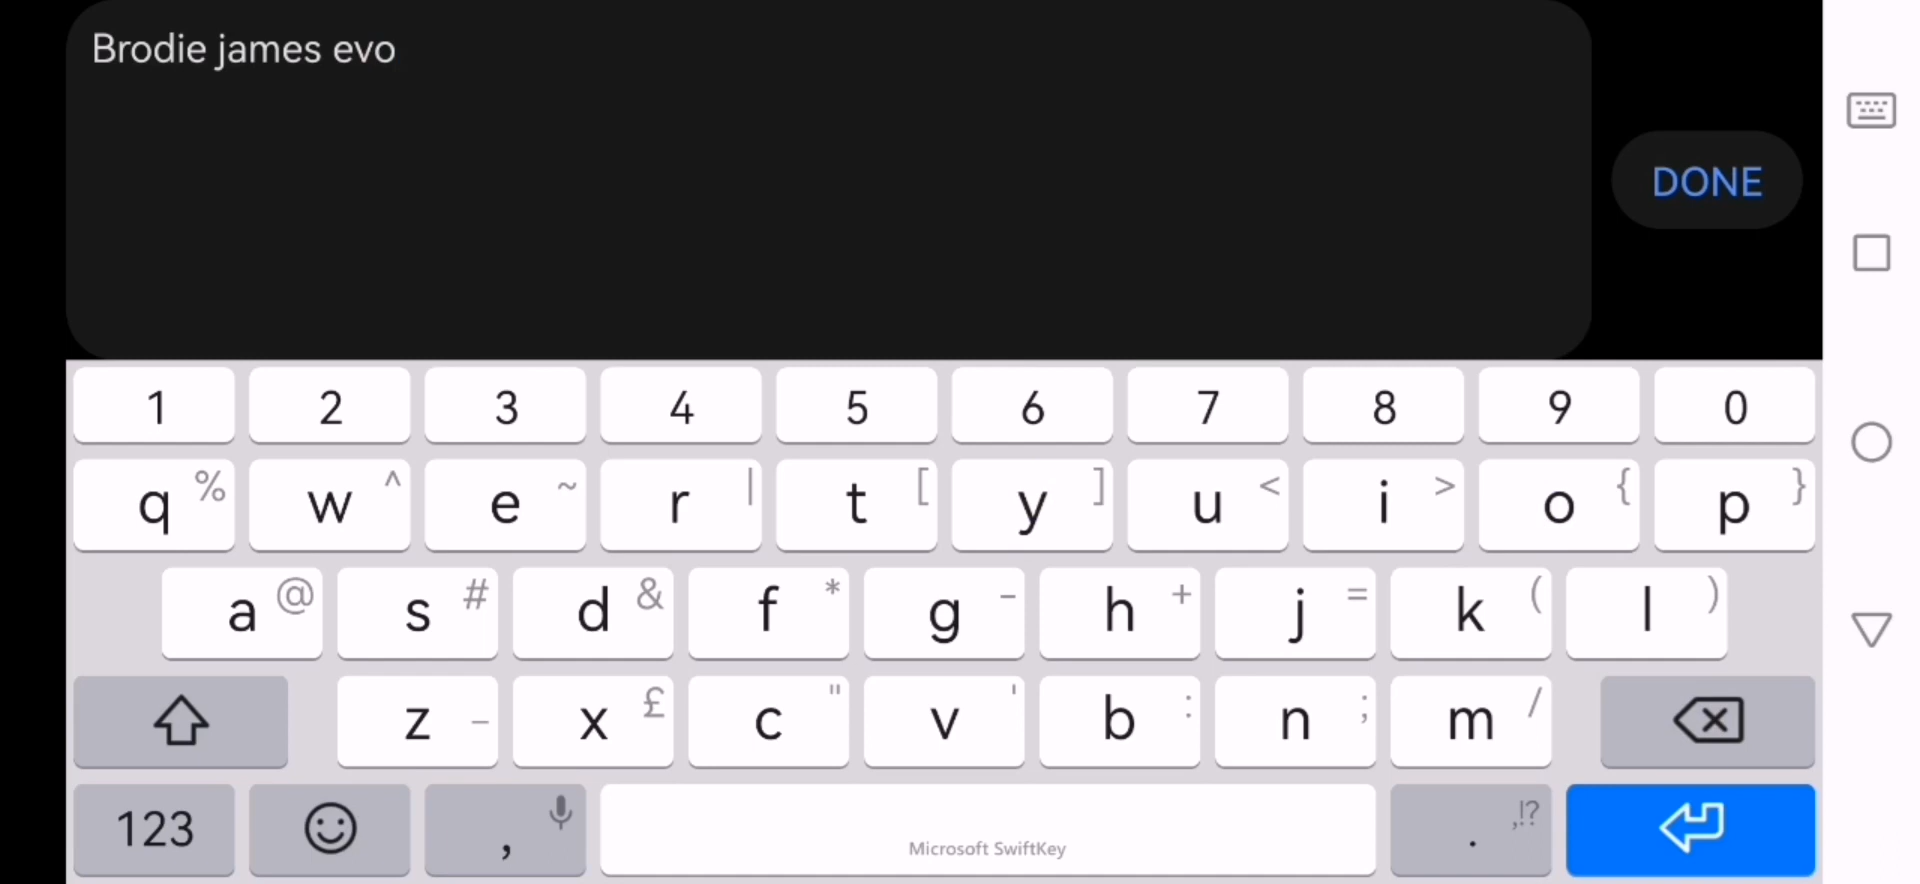 Brodie james evo
DONE
1 2 3 4 5 6 7 8 9 0
q % w ^ e ~ r | t [ y ] u < i > o { p }
a @ s # d & f * g - h + j = k ( l )
z _ x £ c " v ' b : n ; m /
123 , Microsoft SwiftKey . ,!?